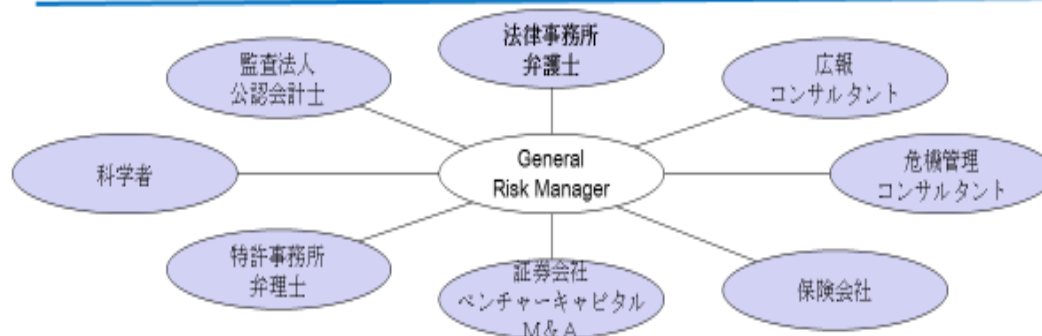 法律事務所
弁護士
監査法人
公認会計士
広報
コンサルタント
科学者
General
Risk Manager
危機管理
コンサルタント
特許事務所
弁理士
証券会社
ベンチャーキャピタル
M&A
保険会社